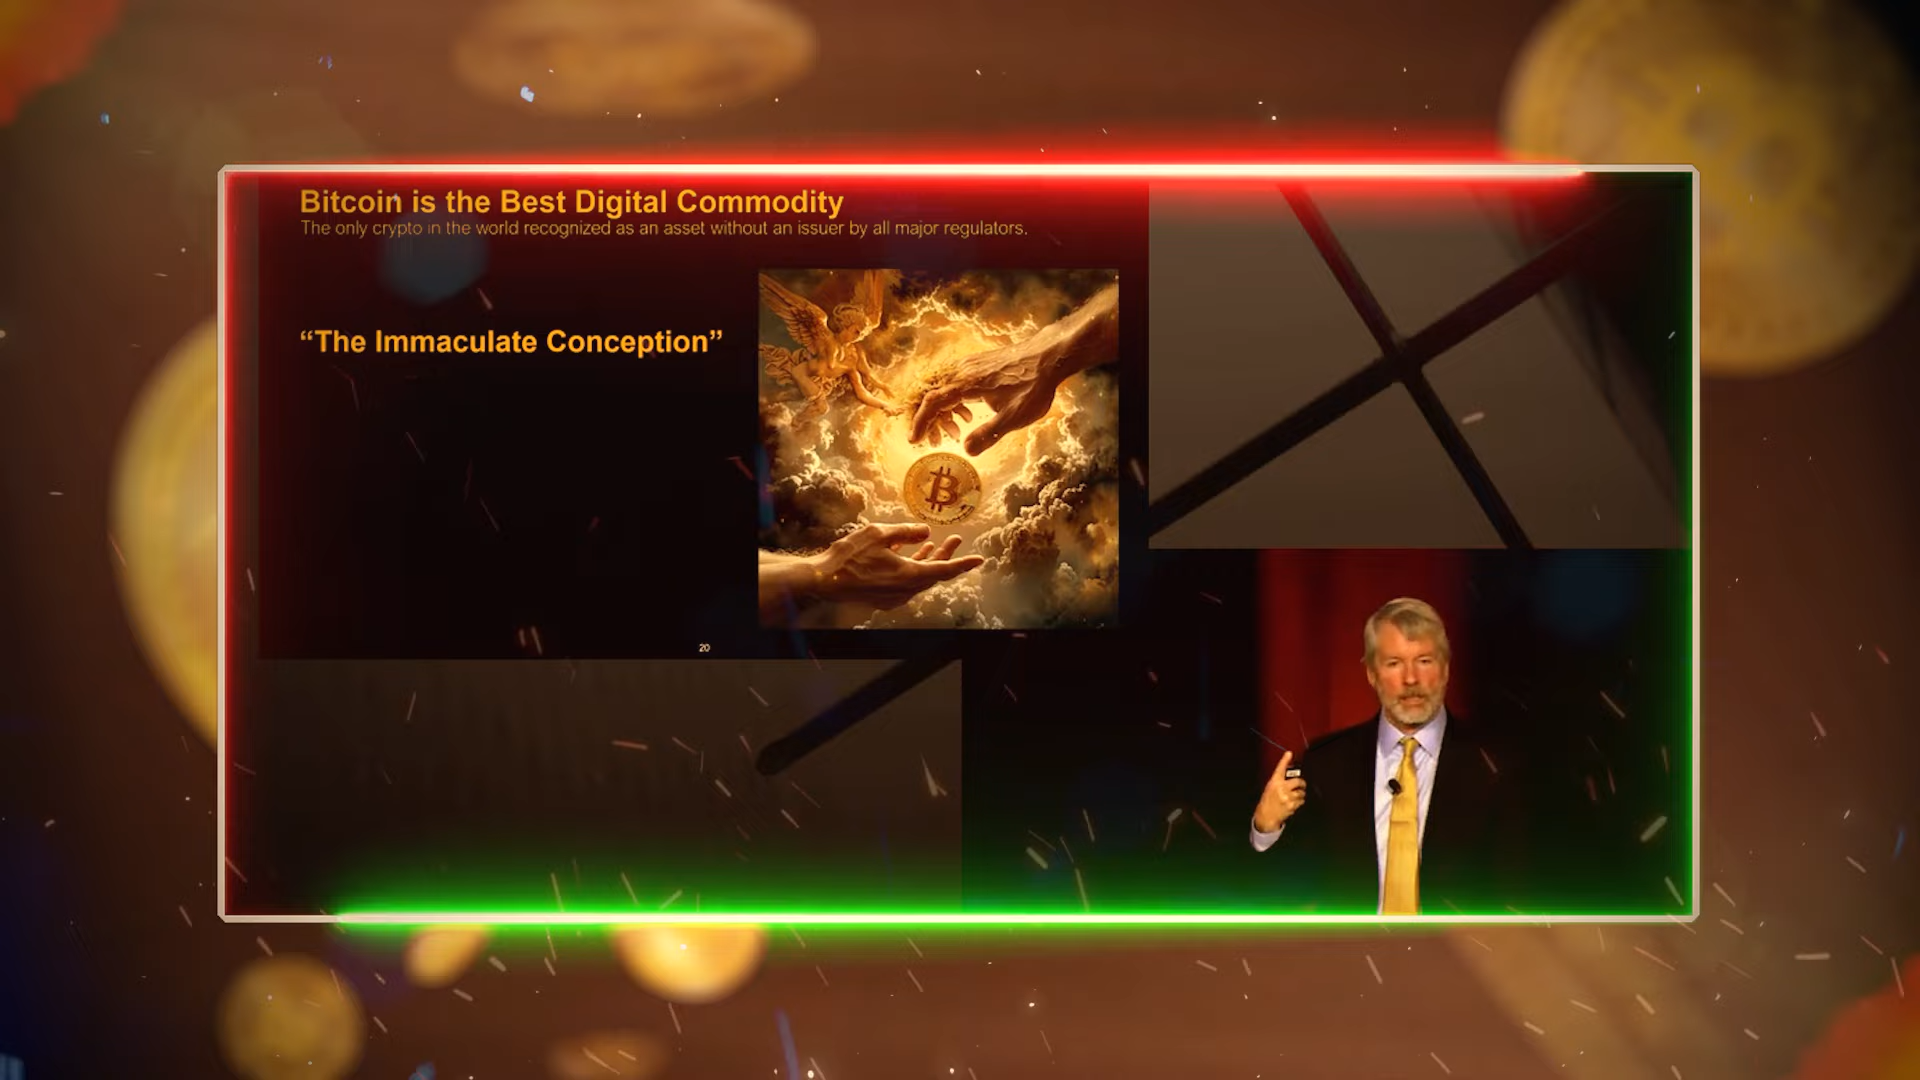 Bitcoin is the Best Digital Commodity
The only crypto in the world recognized as an asset without an issuer by all major regulators.
“The Immaculate Conception”
20